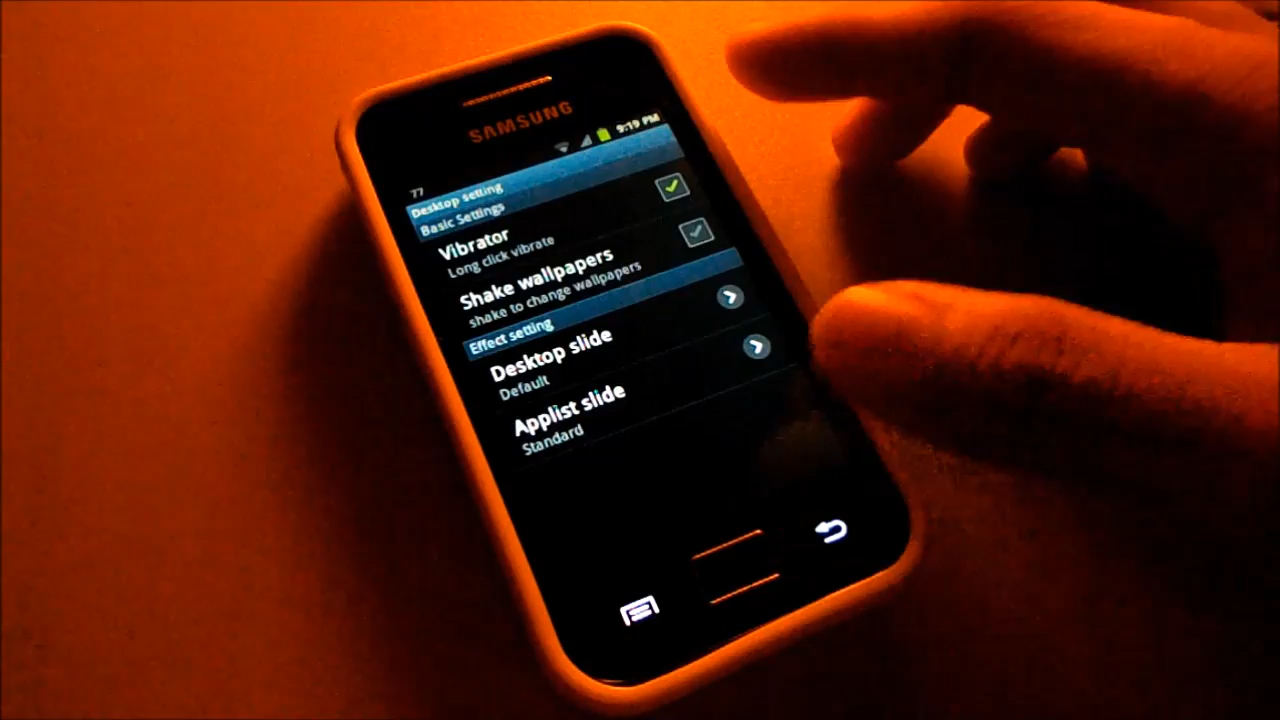 SAMSUNG
77
9:19 PM
Desktop setting
Basic Settings
Vibrator
Long click vibrate
Shake wallpapers
shake to change wallpapers
Effect setting
Desktop slide
Default
Applist slide
Standard